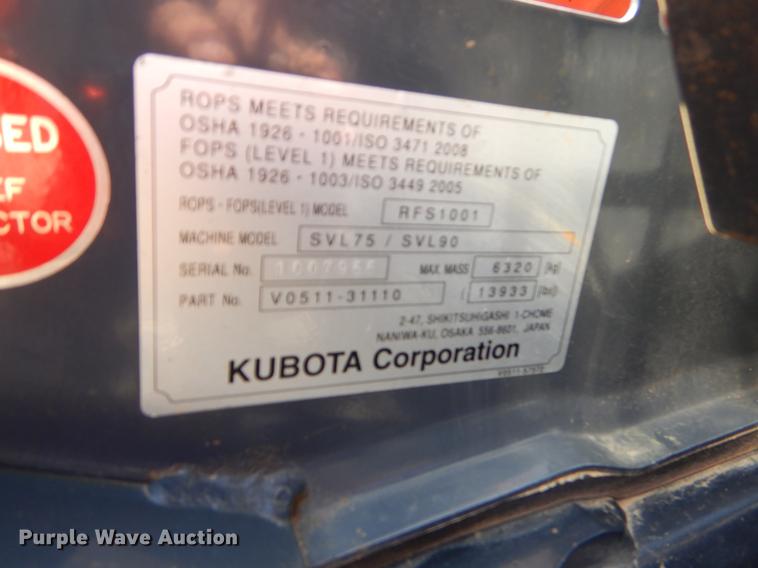 SED
EF
CTOR
ROPS MEETS REQUIREMENTS OF
OSHA 1926 - 1001/ISO 3471 2008
FOPS (LEVEL 1) MEETS REQUIREMENTS OF
OSHA 1926 - 1003/ISO 3449 2005
ROPS - FOPS(LEVEL 1) MODEL RFS1001
MACHINE MODEL SVL75 / SVL90
SERIAL No. MAX. MASS 6320 (kg)
PART No. V0511-31110 ( 13933 (lbs)
2-47, SHIKITSUHIGASHI 1-CHOME
NANIWA-KU, OSAKA 556-8601, JAPAN
KUBOTA Corporation
Purple Wave Auction